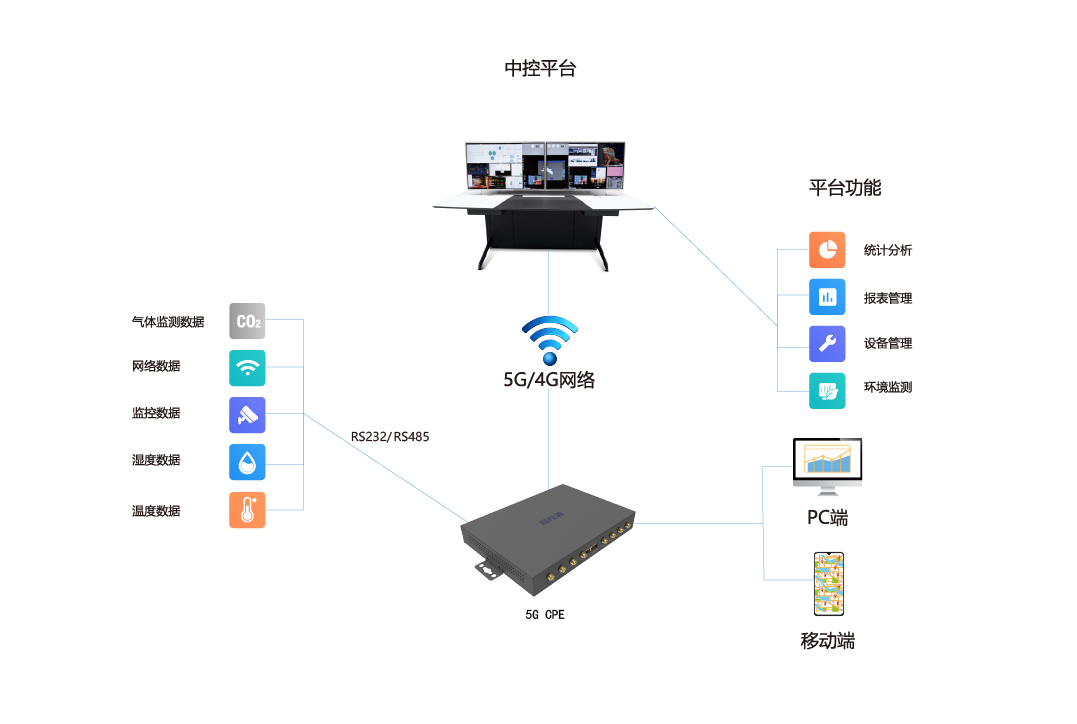 中控平台
平台功能
统计分析
报表管理
设备管理
环境监测
气体监测数据
CO₂
网络数据
监控数据
湿度数据
温度数据
5G/4G网络
RS232/RS485
5G CPE
PC端
移动端